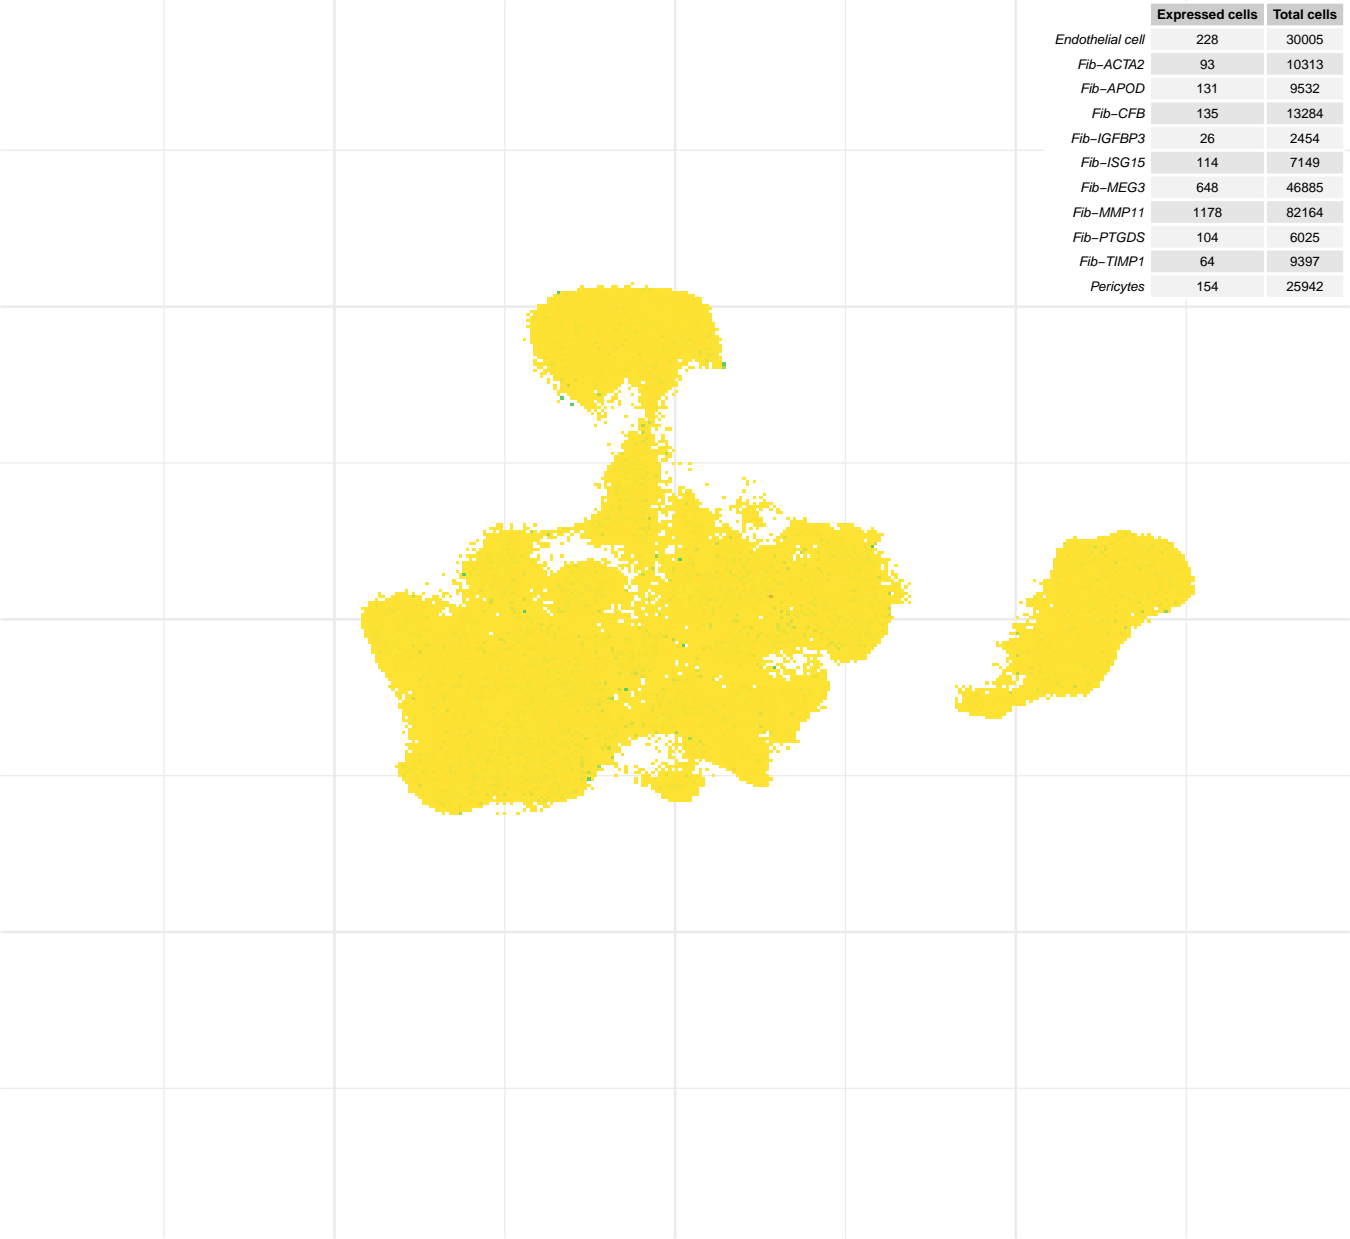 Expressed cells Total cells
Endothelial cell 228 30005
Fib−ACTA2 93 10313
Fib−APOD 131 9532
Fib−CFB 135 13284
Fib−IGFBP3 26 2454
Fib−ISG15 114 7149
Fib−MEG3 648 46885
Fib−MMP11 1178 82164
Fib−PTGDS 104 6025
Fib−TIMP1 64 9397
Pericytes 154 25942